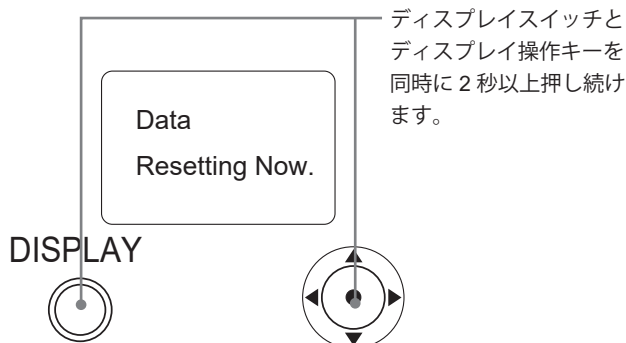 ディスプレイスイッチと
ディスプレイ操作キーを
同時に 2 秒以上押し続け
ます。
Data
Resetting Now.
DISPLAY